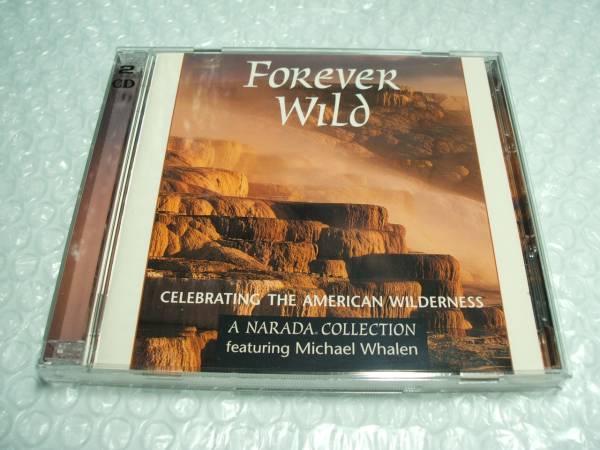 2
CD
FOREVER
WILD
CELEBRATING THE AMERICAN WILDERNESS
A NARADA COLLECTION
featuring Michael Whalen